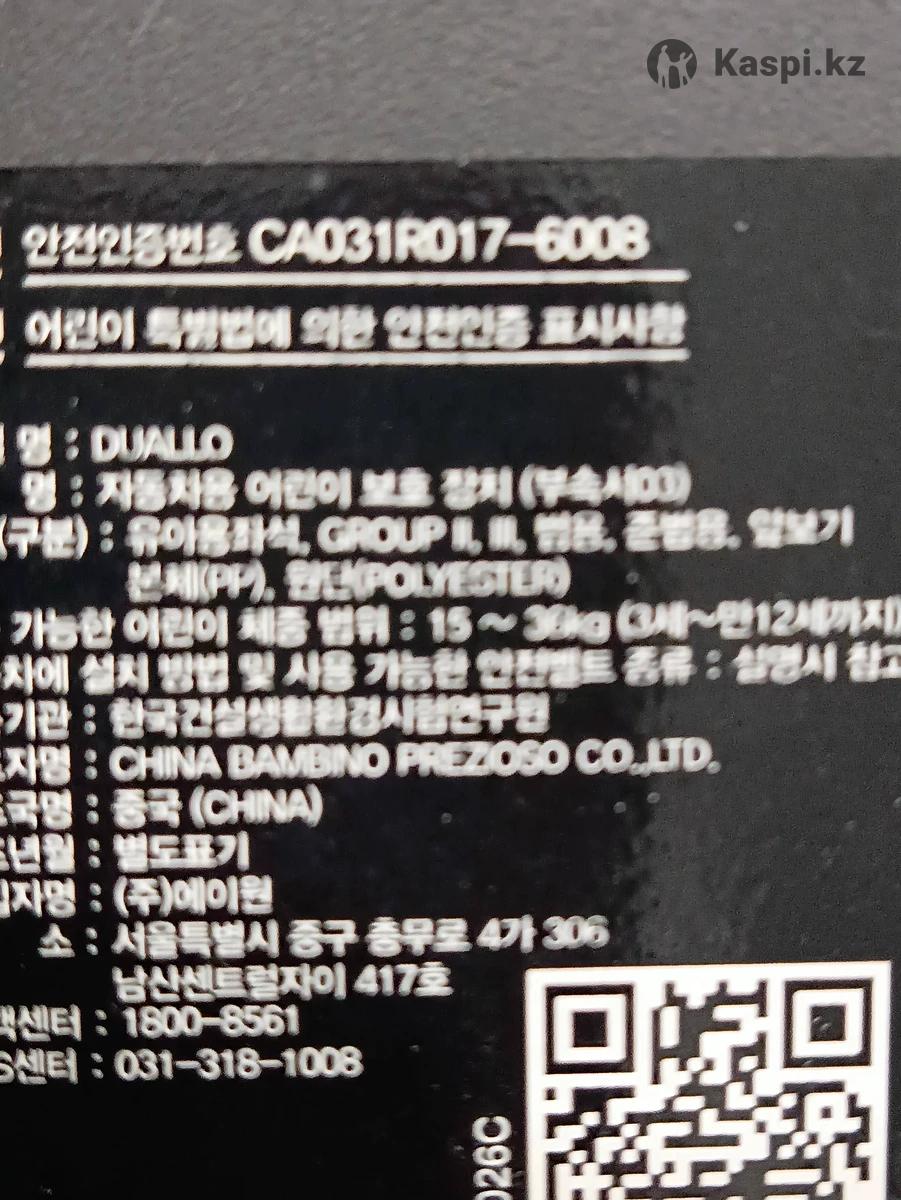 Kaspi.kz
안전인증번호 CA031R017-6008
어린이 특별법에 의한 안전인증 표시사항
명 : DUALLO
명 : 자동차용 어린이 보호 장치
(구분) : 유아용좌석, GROUP II, III, 범용, 준범용, 앞보기
본체(PP), 원단(POLYESTER)
가능한 어린이 체중 범위 : 15 ~ 36kg (3세~만12세까지)
치에 설치 방법 및 사용 가능한 안전벨트 종류 : 설명서 참고
기관 : 한국건설생활환경시험연구원
자명 : CHINA BAMBINO PREZIOSO CO.,LTD.
국명 : 중국 (CHINA)
년월 : 별도표기
자명 : (주)에이원
소 : 서울특별시 중구 충무로 4가 306
남산센트럴자이 417호
객센터 : 1800-8561
S센터 : 031-318-1008
026C